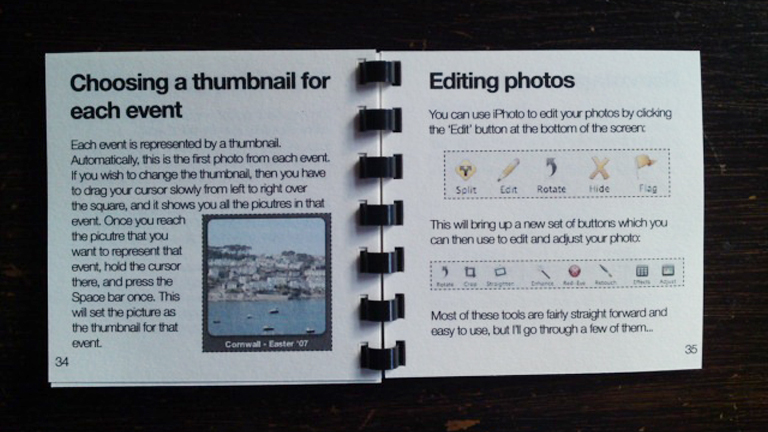 Choosing a thumbnail for
each event
Each event is represented by a thumbnail.
Automatically, this is the first photo from each event.
If you wish to change the thumbnail, then you have
to drag your cursor slowly from left to right over
the square, and it shows you all the picutres in that
event. Once you reach
the picutre that you
want to represent that
event, hold the cursor
there, and press the
Space bar once. This
will set the picture as
the thumbnail for that
event.
Cornwall - Easter '07
34
Editing photos
You can use iPhoto to edit your photos by clicking
the 'Edit' button at the bottom of the screen:
Split Edit Rotate Hide Flag
This will bring up a new set of buttons which you
can then use to edit and adjust your photo:
Rotate Crop Straighten Enhance Red-Eye Retouch Effects Adjust
Most of these tools are fairly straight forward and
easy to use, but I'll go through a few of them...
35